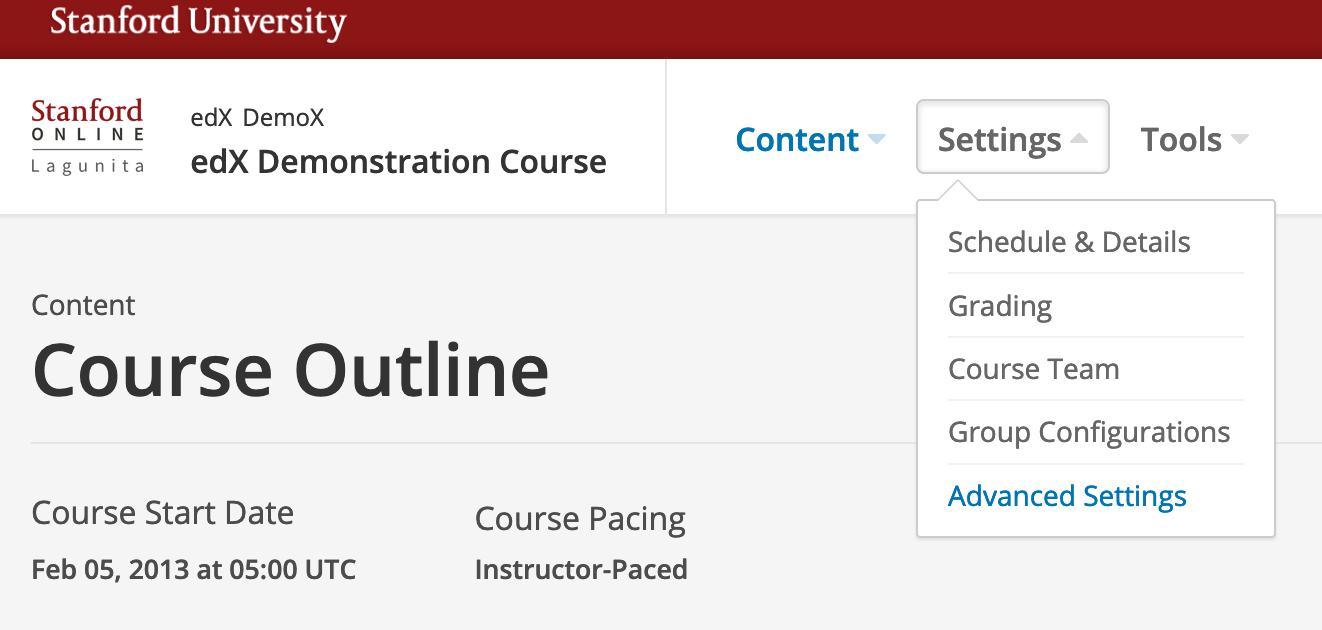 Stanford University
Stanford
ONLINE
Lagunita
edX DemoX
edX Demonstration Course
Content
Settings
Tools
Schedule & Details
Grading
Course Team
Group Configurations
Advanced Settings
Content
Course Outline
Course Start Date
Feb 05, 2013 at 05:00 UTC
Course Pacing
Instructor-Paced